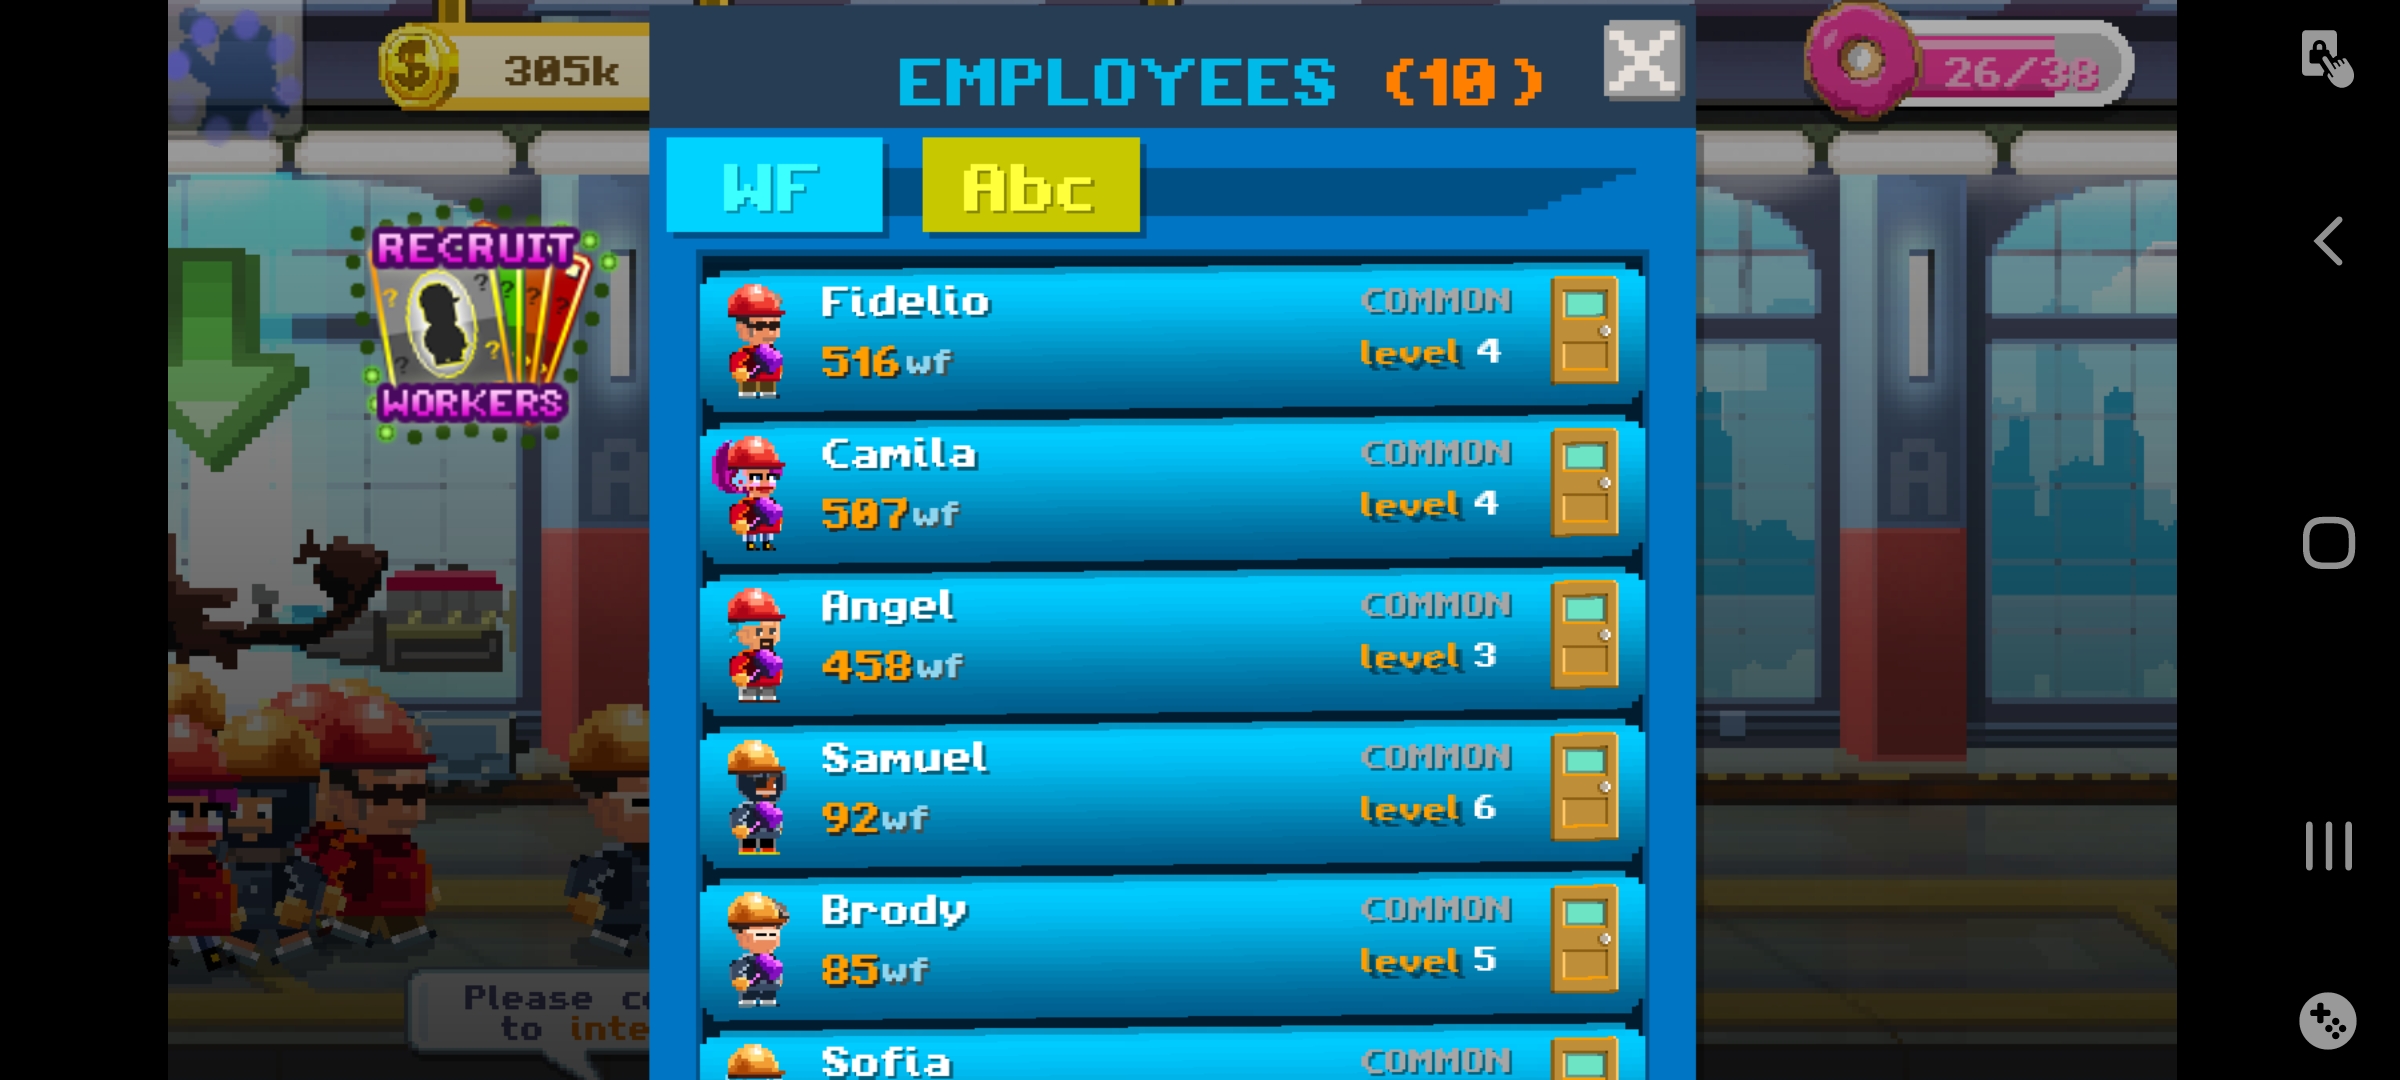 305k
EMPLOYEES (10)
26/38
WF
Abc
RECRUIT
WORKERS
Fidelio
COMMON
516wf
level 4
Camila
COMMON
507wf
level 4
Angel
COMMON
458wf
level 3
Samuel
COMMON
92wf
level 6
Brody
COMMON
85wf
level 5
Sofia
COMMON
A
A
Please
to inte